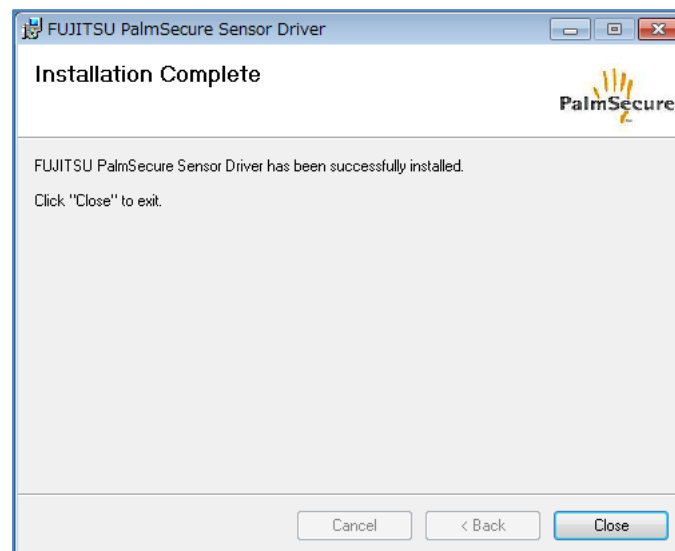 FUJITSU PalmSecure Sensor Driver
Installation Complete
PalmSecure
FUJITSU PalmSecure Sensor Driver has been successfully installed.
Click "Close" to exit.
Cancel
< Back
Close